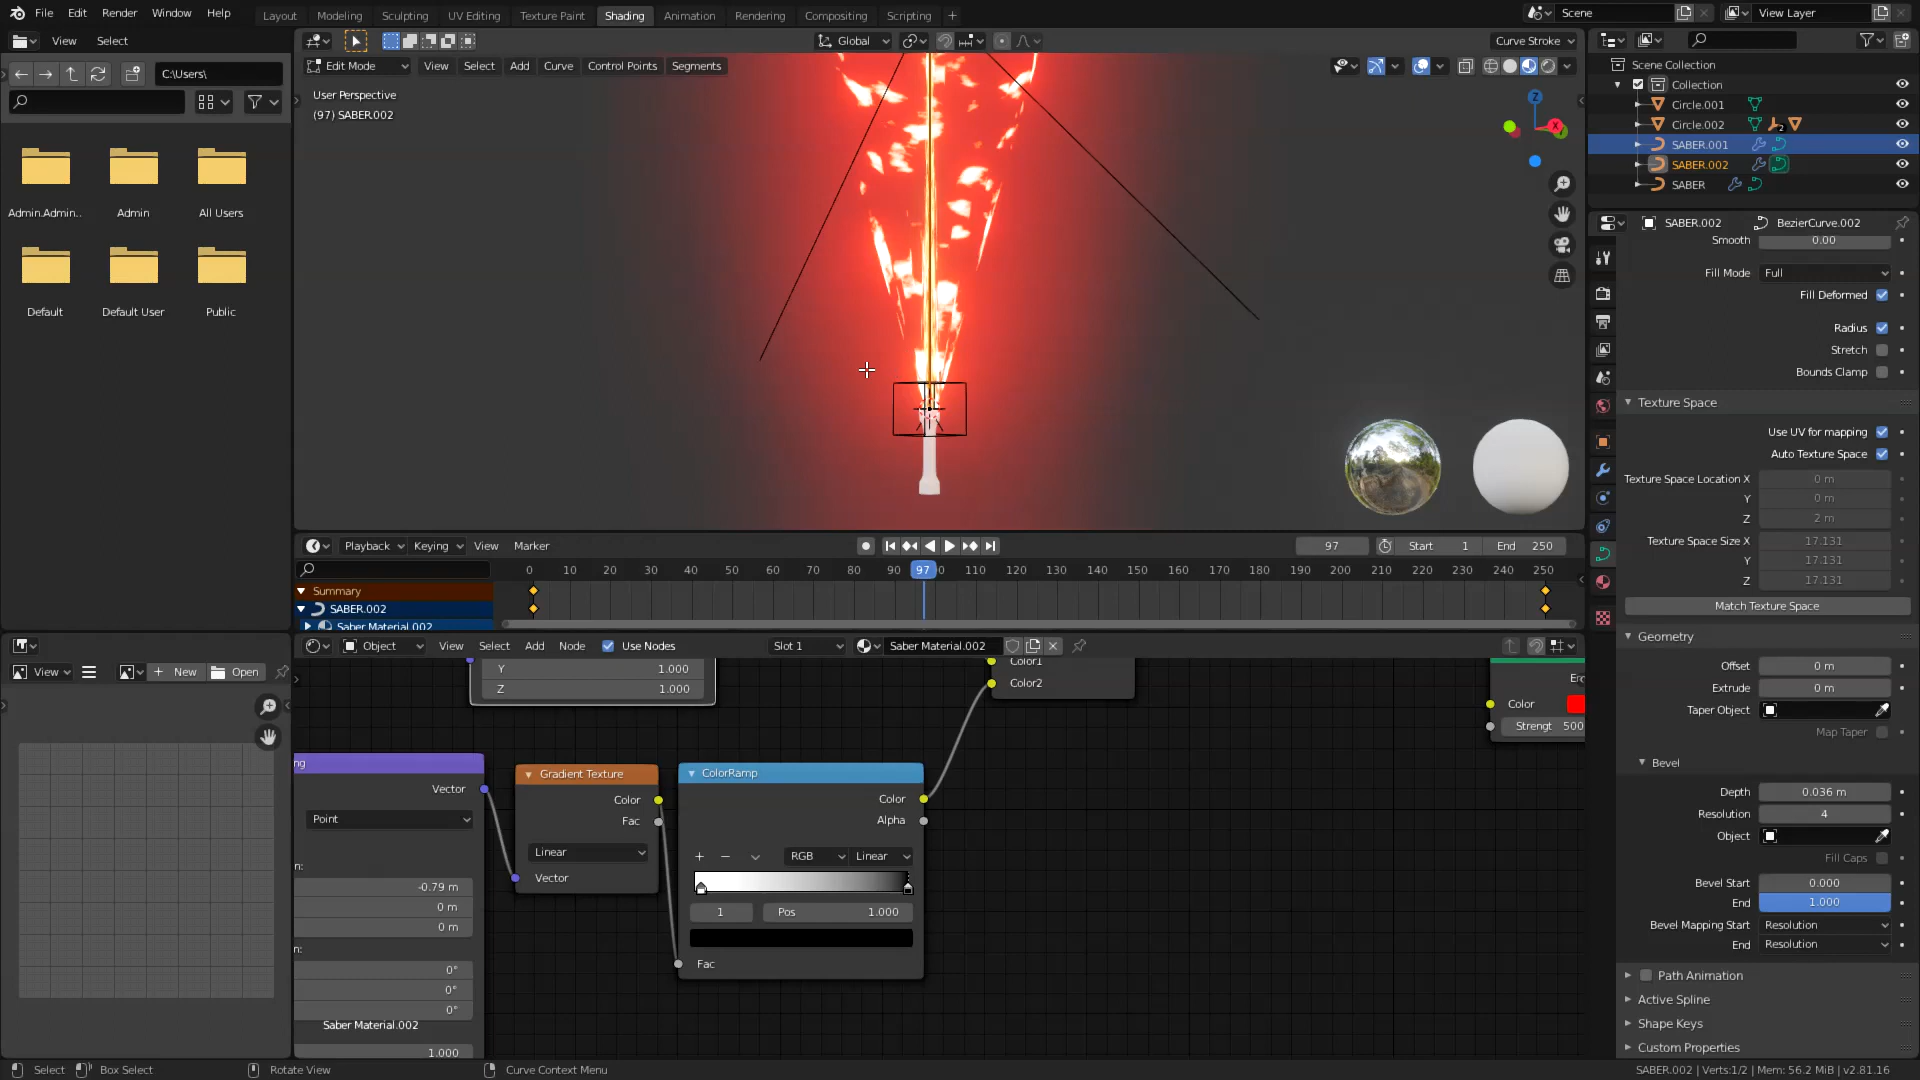 File Edit Render Window Help Layout Modeling Sculpting UV Editing Texture Paint Shading Animation Rendering Compositing Scripting + Scene View Layer
View Select Global Curve Stroke
C:\Users\ Edit Mode View Select Add Curve Control Points Segments Scene Collection
Collection
User Perspective
(97) SABER.002
Circle.001
Circle.002 2
SABER.001
SABER.002
SABER
Z
X
Admin.Admin.. Admin All Users
Default Default User Public
SABER.002 BezierCurve.002
Smooth 0.00
Fill Mode Full
Fill Deformed
Radius
Stretch
Bounds Clamp
Texture Space
Use UV for mapping
Auto Texture Space
Texture Space Location X 0 m
Y 0 m
Z 2 m
Texture Space Size X 17.131
Y 17.131
Z 17.131
Match Texture Space
Geometry
Offset 0 m
Extrude 0 m
Taper Object
Map Taper
Bevel
Depth 0.036 m
Resolution 4
Object
Fill Caps
Bevel Start 0.000
End 1.000
Bevel Mapping Start Resolution
End Resolution
Path Animation
Active Spline
Shape Keys
Custom Properties
Playback Keying View Marker 97 Start 1 End 250
0 10 20 30 40 50 60 70 80 90 97 110 120 130 140 150 160 170 180 190 200 210 220 230 240 250
Summary
SABER.002
Saber Material.002
Object View Select Add Node Use Nodes Slot 1 Saber Material.002
View + New Open
Y 1.000
Z 1.000
Color1
Color2
Color
Strengt 500
ng
Vector
Point
n:
-0.79 m
0 m
0 m
n:
0°
0°
0°
Saber Material.002
1.000
Gradient Texture
Color
Fac
Linear
Vector
ColorRamp
Color
Alpha
+ − RGB Linear
1 Pos 1.000
Fac
Select Box Select Rotate View Curve Context Menu SABER.002 | Verts:1/2 | Mem: 56.2 MiB | v2.81.16